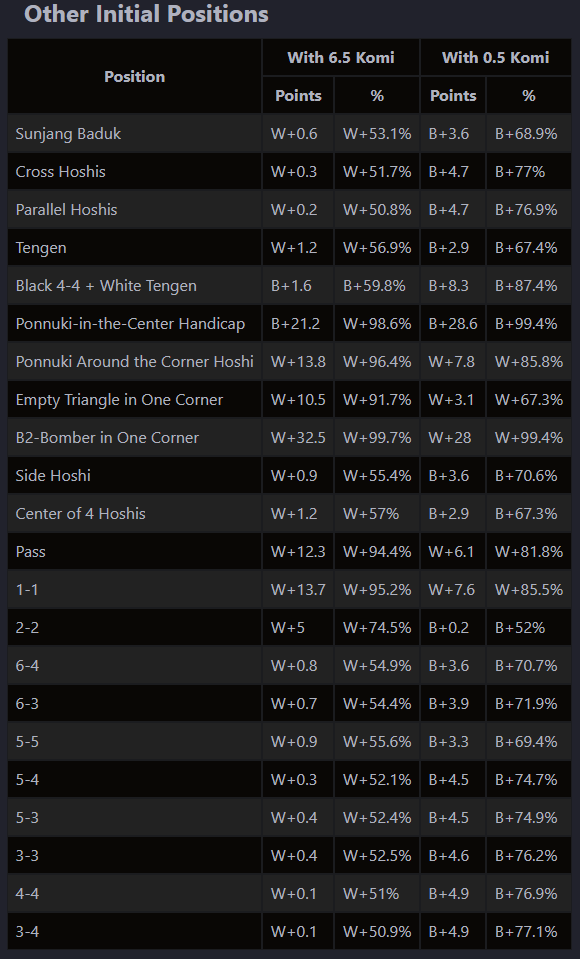 Other Initial Positions
Position With 6.5 Komi With 0.5 Komi
Points % Points %
Sunjang Baduk W+0.6 W+53.1% B+3.6 B+68.9%
Cross Hoshis W+0.3 W+51.7% B+4.7 B+77%
Parallel Hoshis W+0.2 W+50.8% B+4.7 B+76.9%
Tengen W+1.2 W+56.9% B+2.9 B+67.4%
Black 4-4 + White Tengen B+1.6 B+59.8% B+8.3 B+87.4%
Ponnuki-in-the-Center Handicap B+21.2 W+98.6% B+28.6 B+99.4%
Ponnuki Around the Corner Hoshi W+13.8 W+96.4% W+7.8 W+85.8%
Empty Triangle in One Corner W+10.5 W+91.7% W+3.1 W+67.3%
B2-Bomber in One Corner W+32.5 W+99.7% W+28 W+99.4%
Side Hoshi W+0.9 W+55.4% B+3.6 B+70.6%
Center of 4 Hoshis W+1.2 W+57% B+2.9 B+67.3%
Pass W+12.3 W+94.4% W+6.1 W+81.8%
1-1 W+13.7 W+95.2% W+7.6 W+85.5%
2-2 W+5 W+74.5% B+0.2 B+52%
6-4 W+0.8 W+54.9% B+3.6 B+70.7%
6-3 W+0.7 W+54.4% B+3.9 B+71.9%
5-5 W+0.9 W+55.6% B+3.3 B+69.4%
5-4 W+0.3 W+52.1% B+4.5 B+74.7%
5-3 W+0.4 W+52.4% B+4.5 B+74.9%
3-3 W+0.4 W+52.5% B+4.6 B+76.2%
4-4 W+0.1 W+51% B+4.9 B+76.9%
3-4 W+0.1 W+50.9% B+4.9 B+77.1%